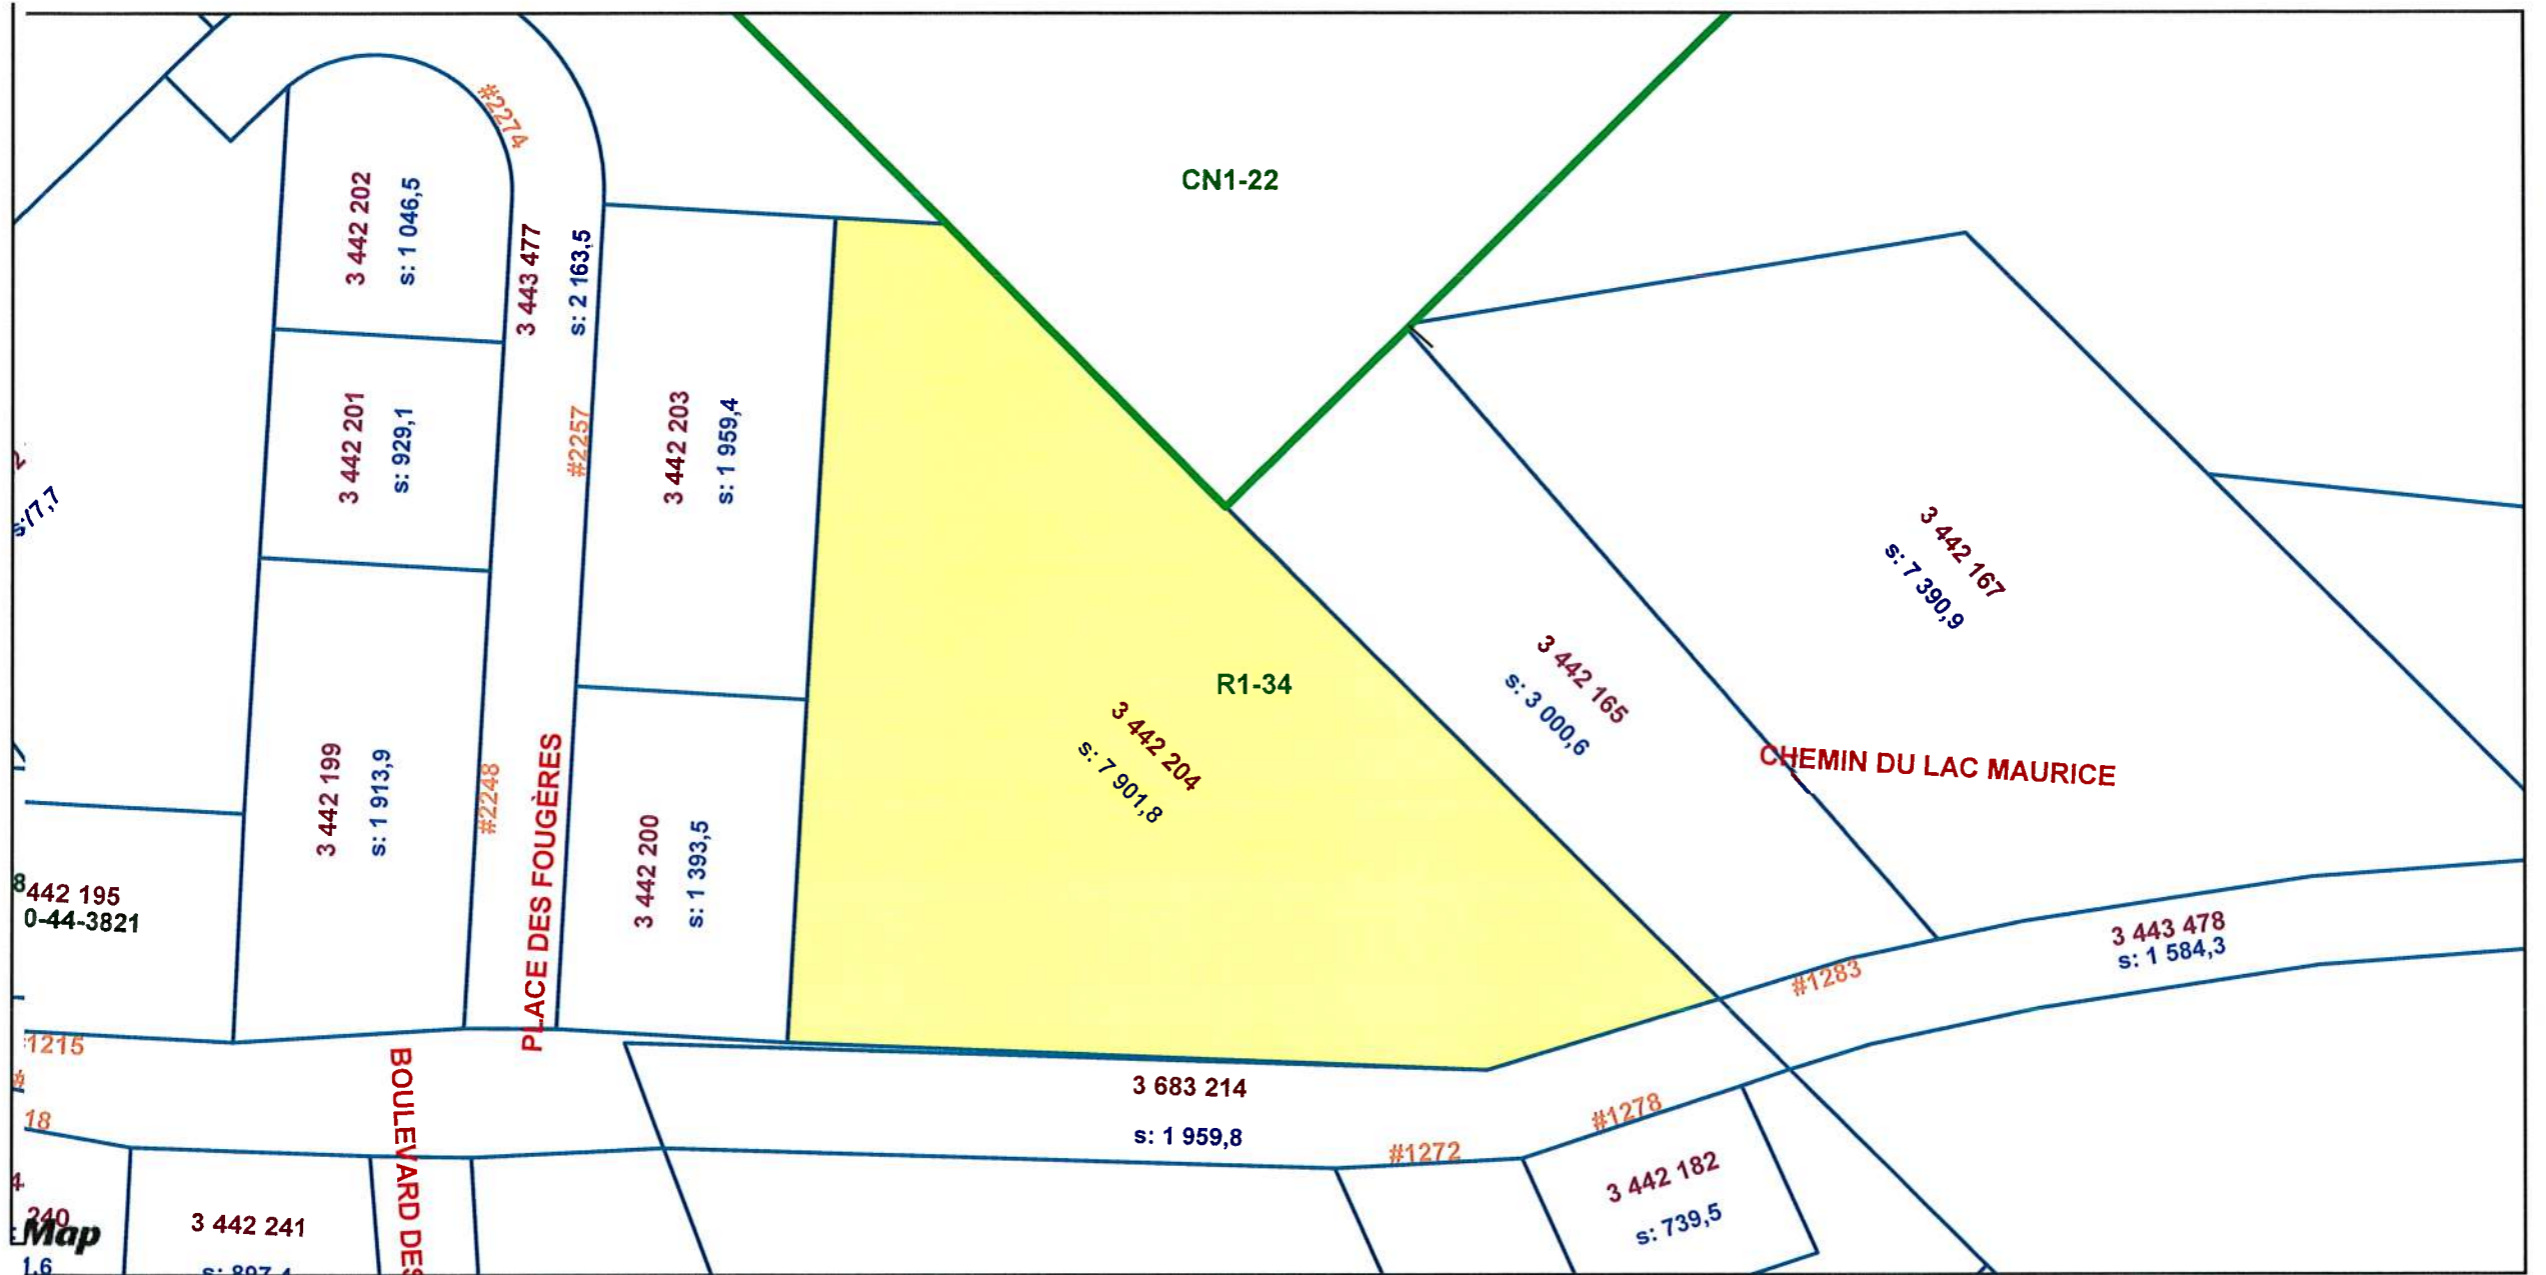 #2274
CN1-22
3 442 202
s: 1 046,5
3 443 477
s: 2 163,5
3 442 201
s: 929,1
#2257
3 442 203
s: 1 959,4
3 442 167
s: 7 390,9
R1-34
3 442 204
s: 7 901,8
3 442 165
s: 3 000,6
CHEMIN DU LAC MAURICE
3 442 199
s: 1 913,9
#2248
PLACE DES FOUGÈRES
3 442 200
s: 1 393,5
442 195
0-44-3821
3 443 478
s: 1 584,3
#1283
1215
18
BOULEVARD DES
3 683 214
s: 1 959,8
#1272
#1278
3 442 182
s: 739,5
240
Map
1,6
3 442 241